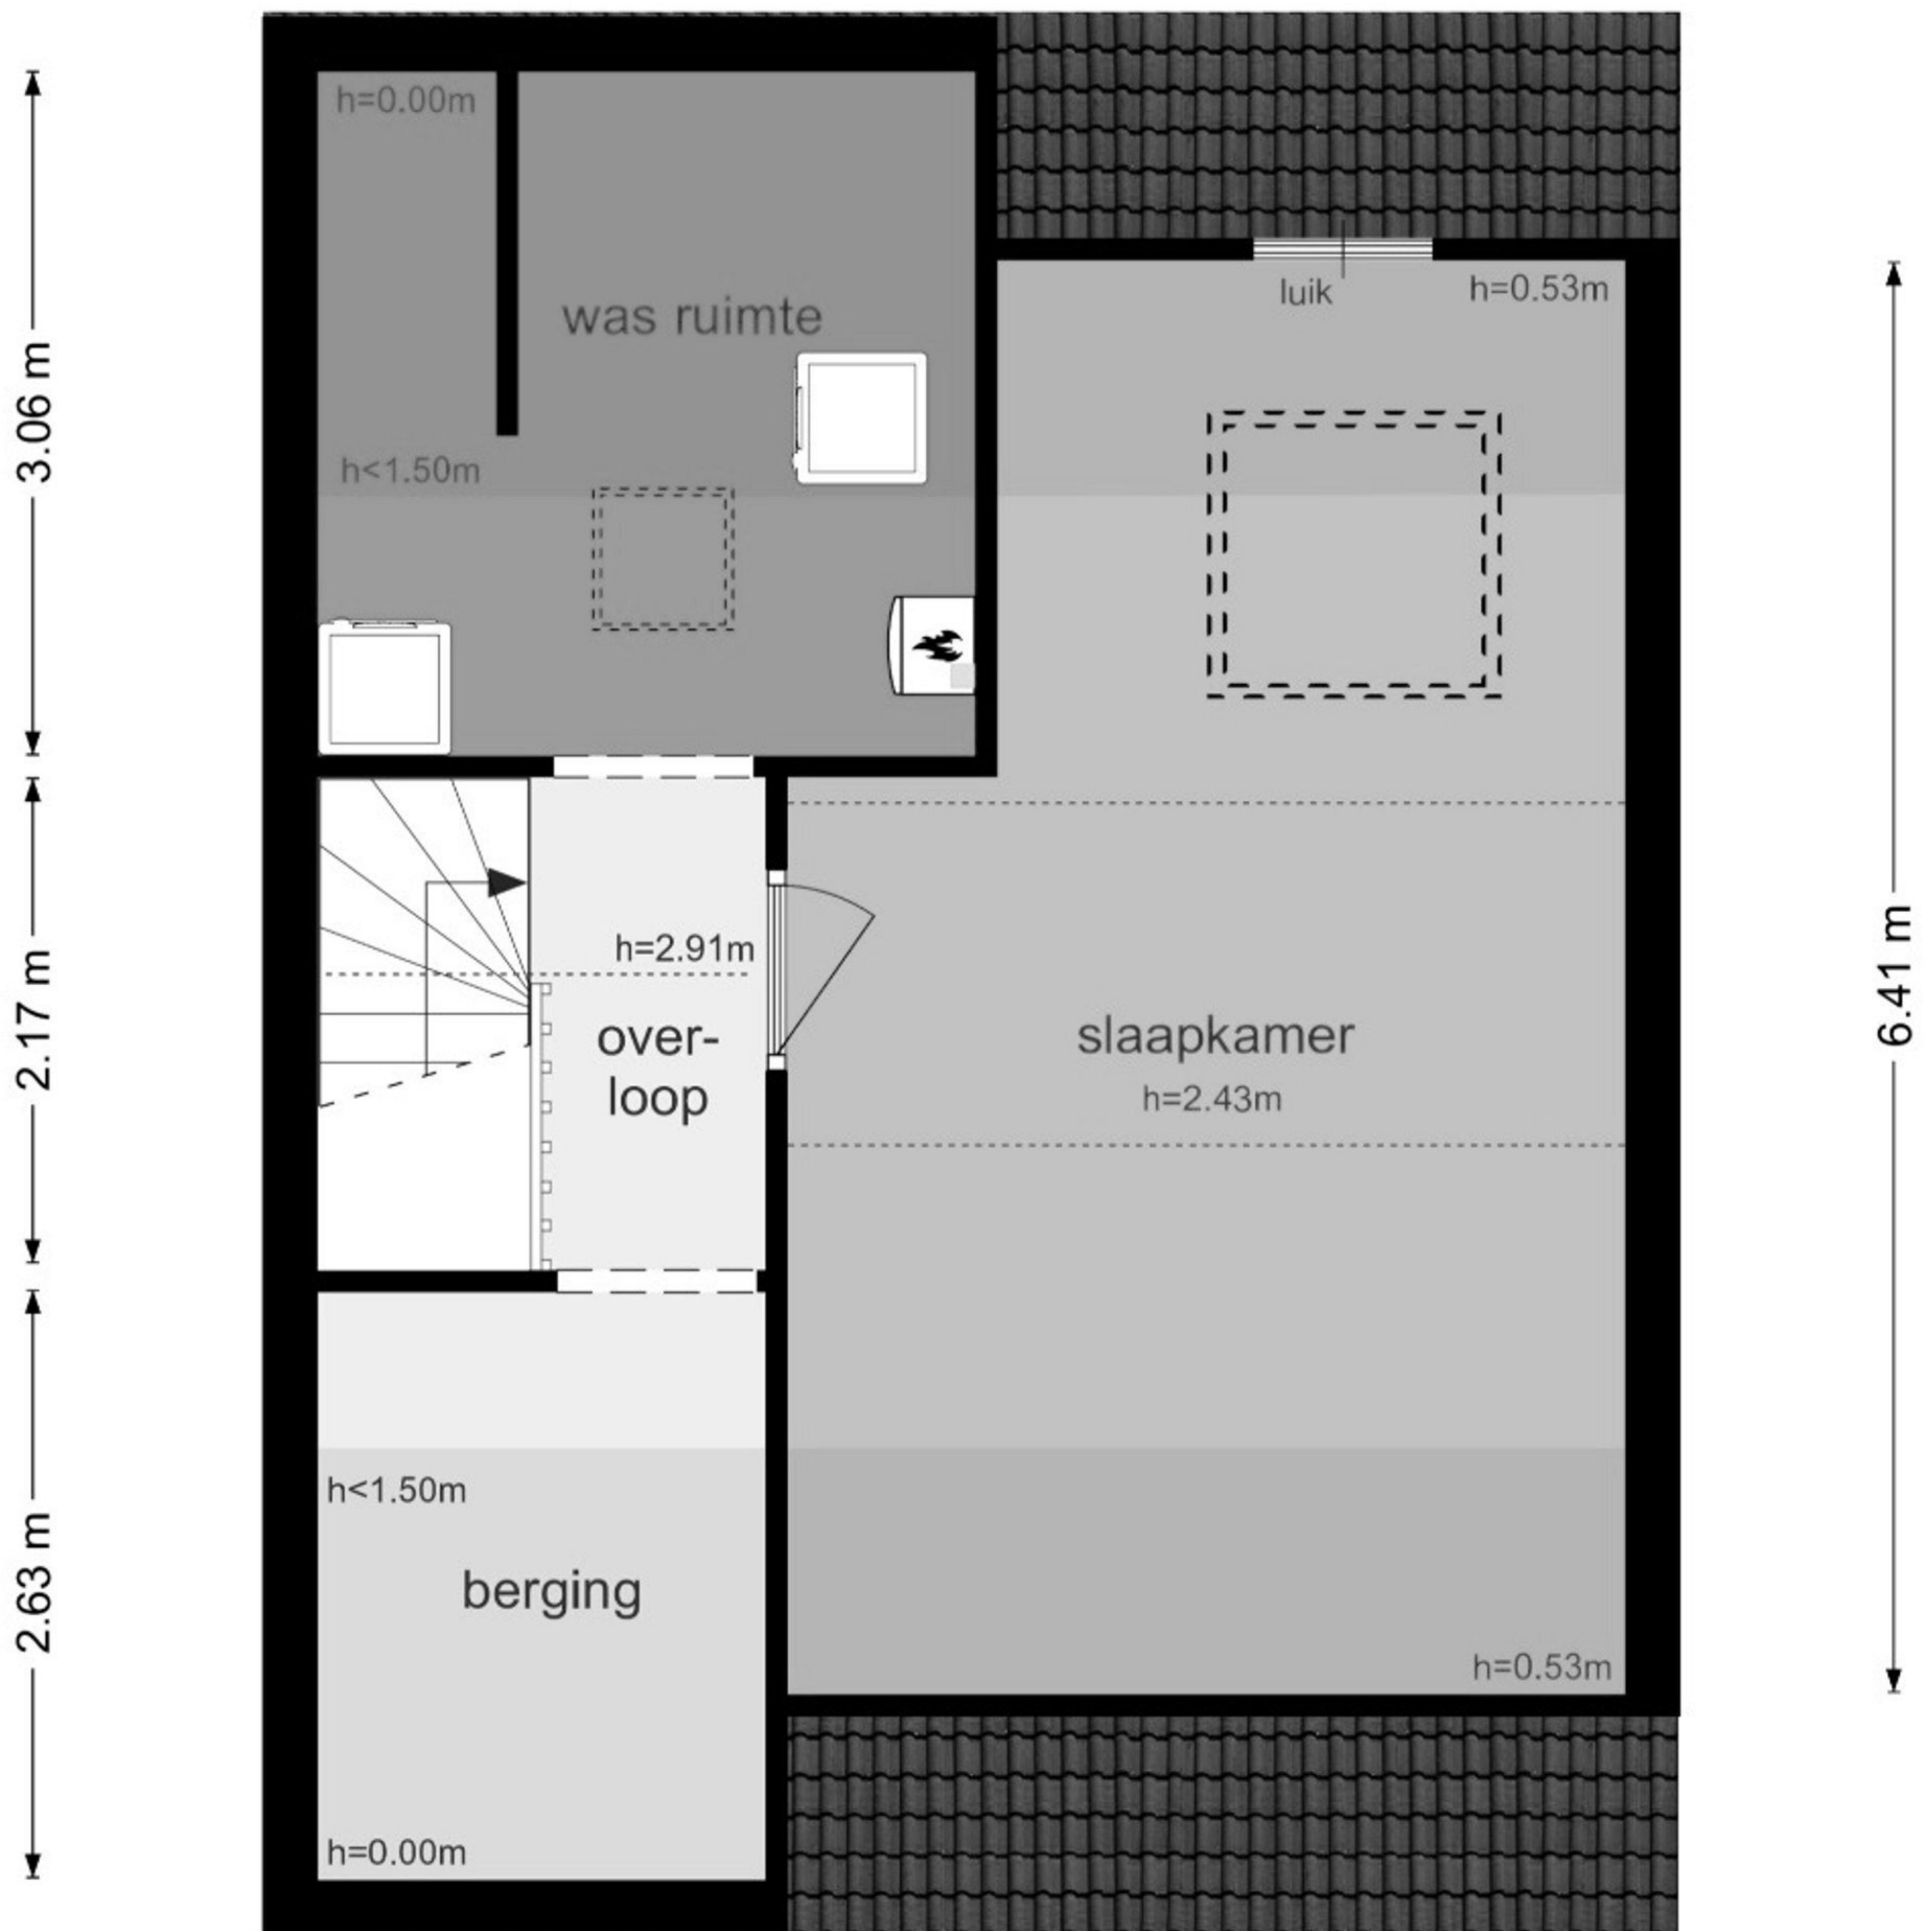 h=0.00m
3.06 m
was ruimte
luik
h=0.53m
h<1.50m
2.17 m
h=2.91m
over-
loop
6.41 m
slaapkamer
h=2.43m
2.63 m
h<1.50m
berging
h=0.53m
h=0.00m